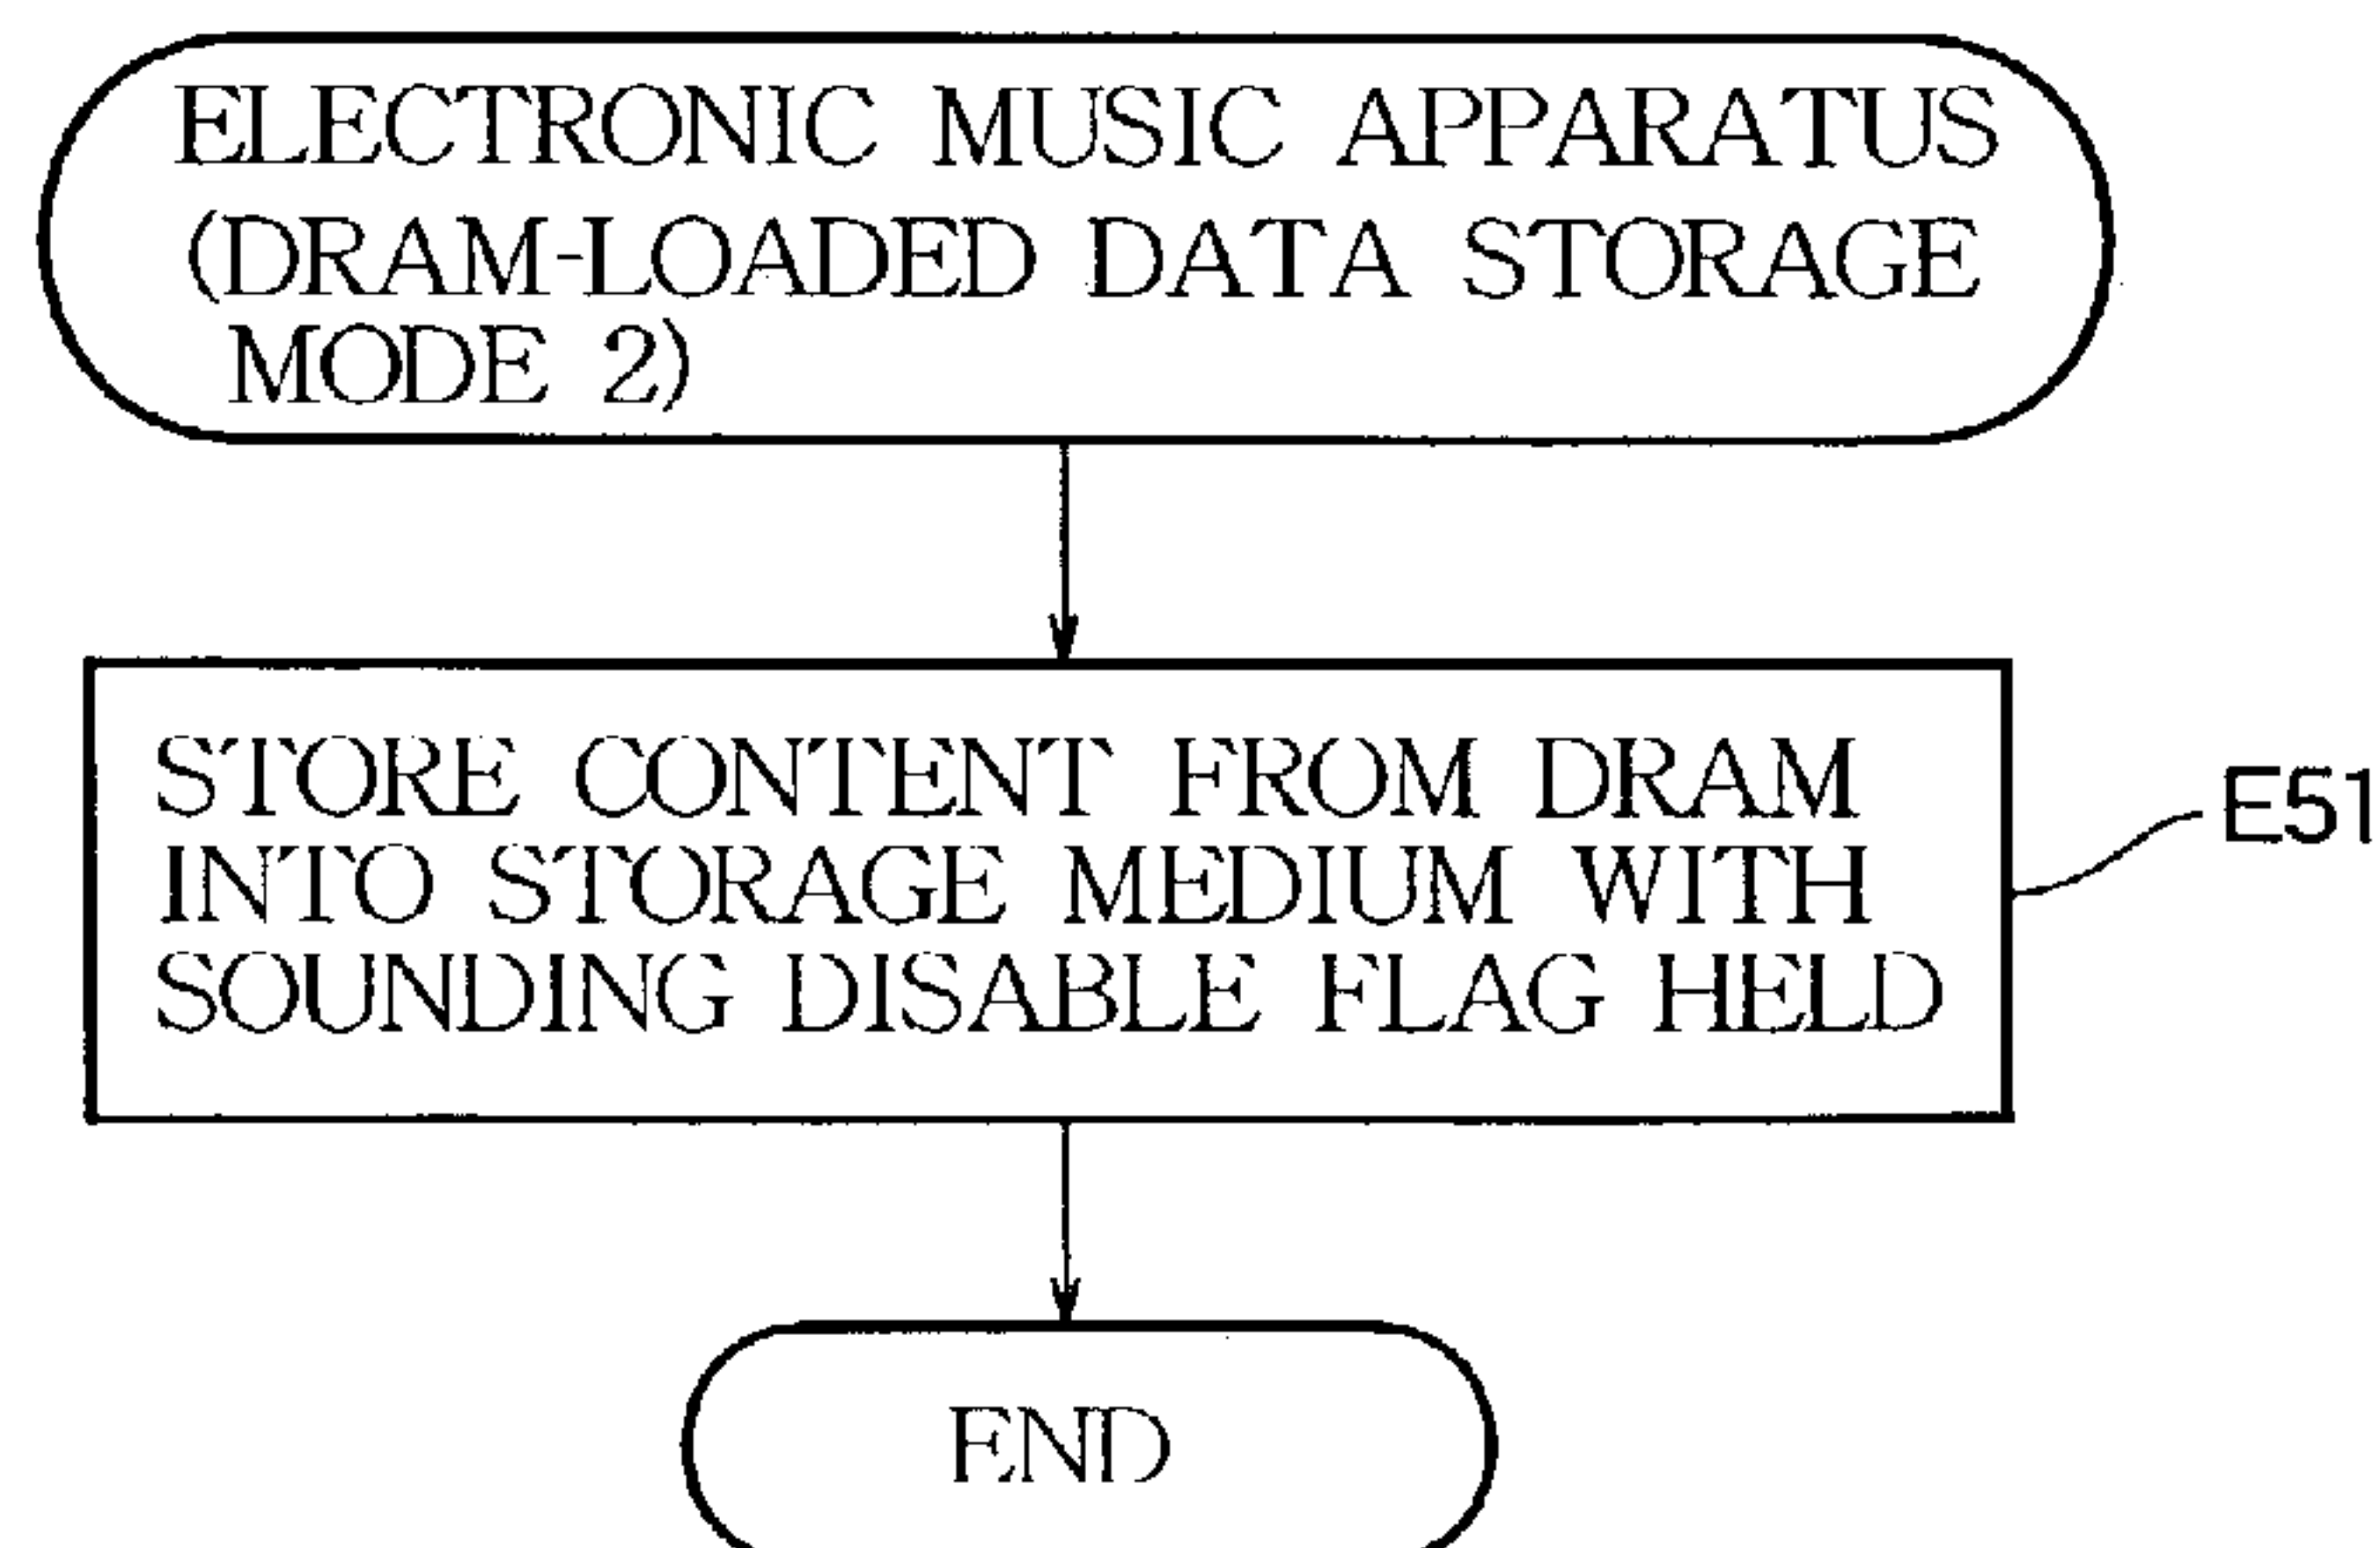 ELECTRONIC MUSIC APPARATUS
(DRAM-LOADED DATA STORAGE
MODE 2)
STORE CONTENT FROM DRAM
INTO STORAGE MEDIUM WITH
SOUNDING DISABLE FLAG HELD
E51
END